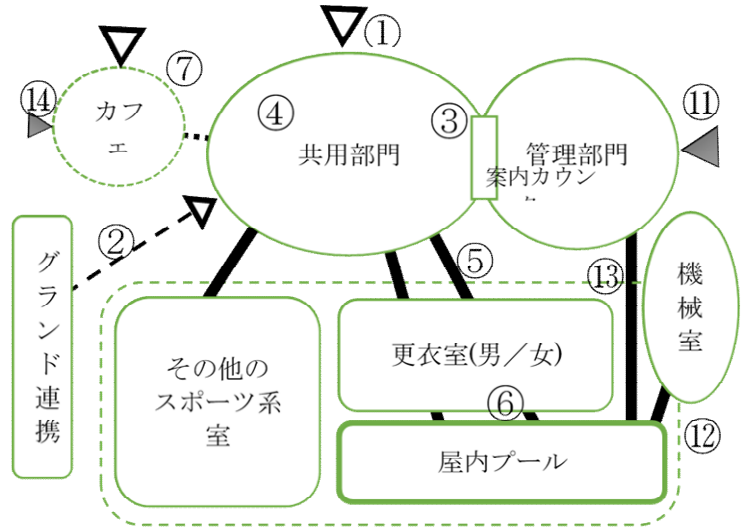 ①
⑦
⑭
カフ
ェ
④
共用部門
③
管理部門
案内カウン
⑪
②
グランド連携
⑤
⑬
機械室
その他の
スポーツ系
室
更衣室(男／女)
⑥
⑫
屋内プール